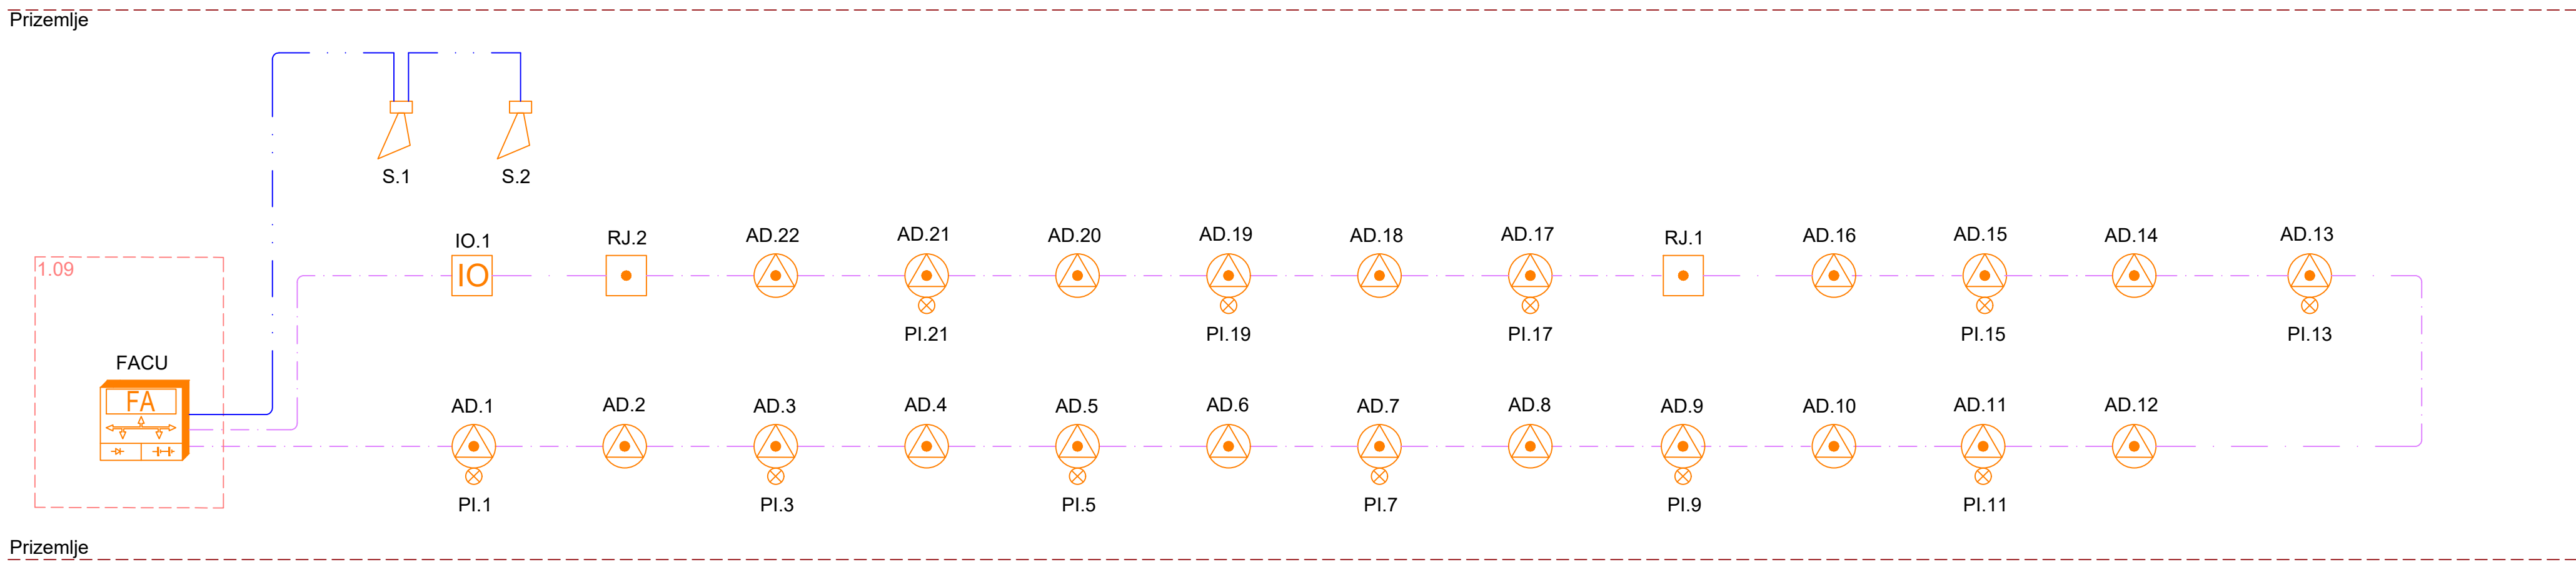 Prizemlje
S.1 S.2
IO.1 RJ.2 AD.22 AD.21 AD.20 AD.19 AD.18 AD.17 RJ.1 AD.16 AD.15 AD.14 AD.13
1.09
IO
PI.21 PI.19 PI.17 PI.15 PI.13
FACU
FA
AD.1 AD.2 AD.3 AD.4 AD.5 AD.6 AD.7 AD.8 AD.9 AD.10 AD.11 AD.12
PI.1 PI.3 PI.5 PI.7 PI.9 PI.11
Prizemlje